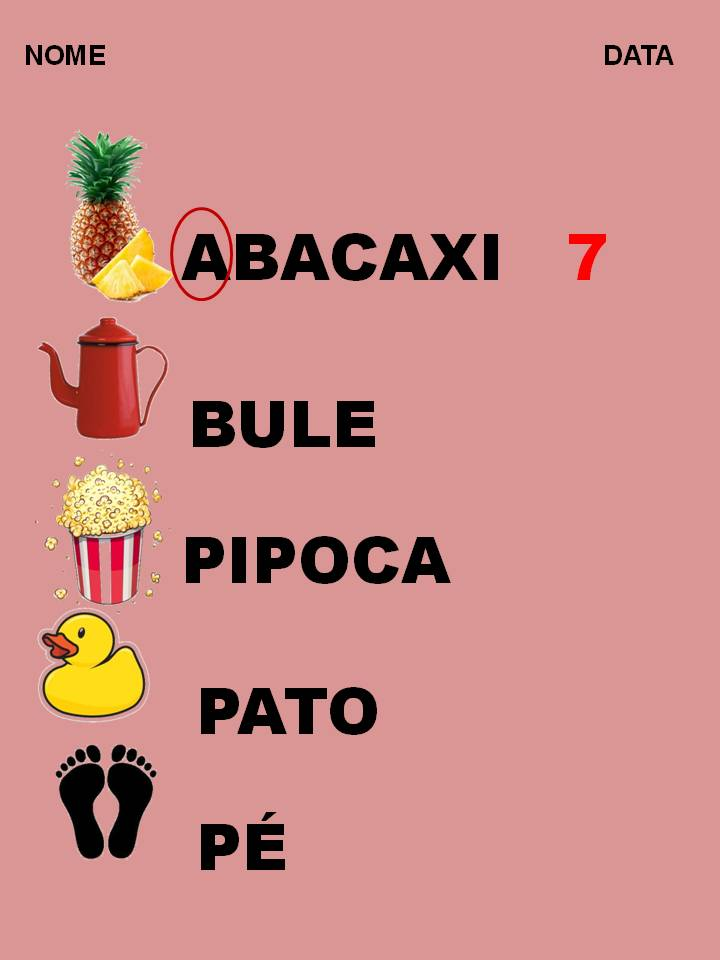 NOME DATA
ABACAXI 7
BULE
PIPOCA
PATO
PÉ